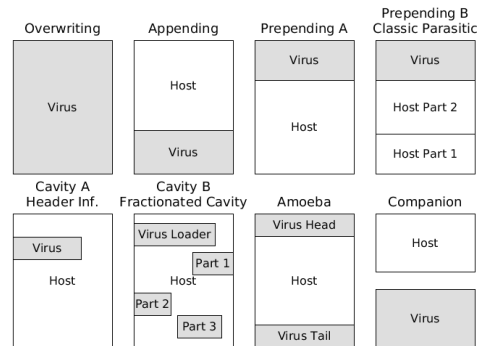 Overwriting
Virus
Appending
Host
Virus
Prepending A
Virus
Host
Prepending B
Classic Parasitic
Virus
Host Part 2
Host Part 1
Cavity A
Header Inf.
Virus
Host
Cavity B
Fractionated Cavity
Virus Loader
Part 1
Host
Part 2
Part 3
Amoeba
Virus Head
Host
Virus Tail
Companion
Host
Virus